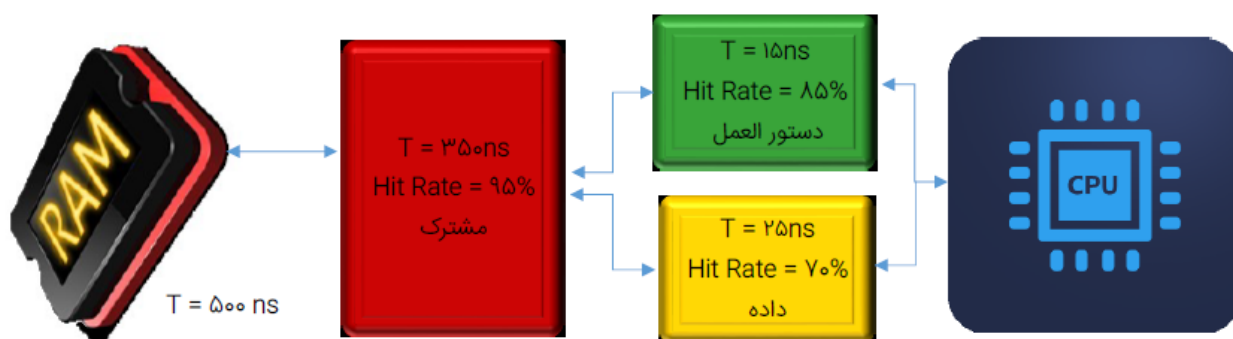 RAM
T = ۵۰۰ ns
T = ۳۵۰ns
Hit Rate = ۹۵%
مشترک
T = ۱۵ns
Hit Rate = ۸۵%
دستور العمل
T = ۲۵ns
Hit Rate = ۷۰%
داده
CPU